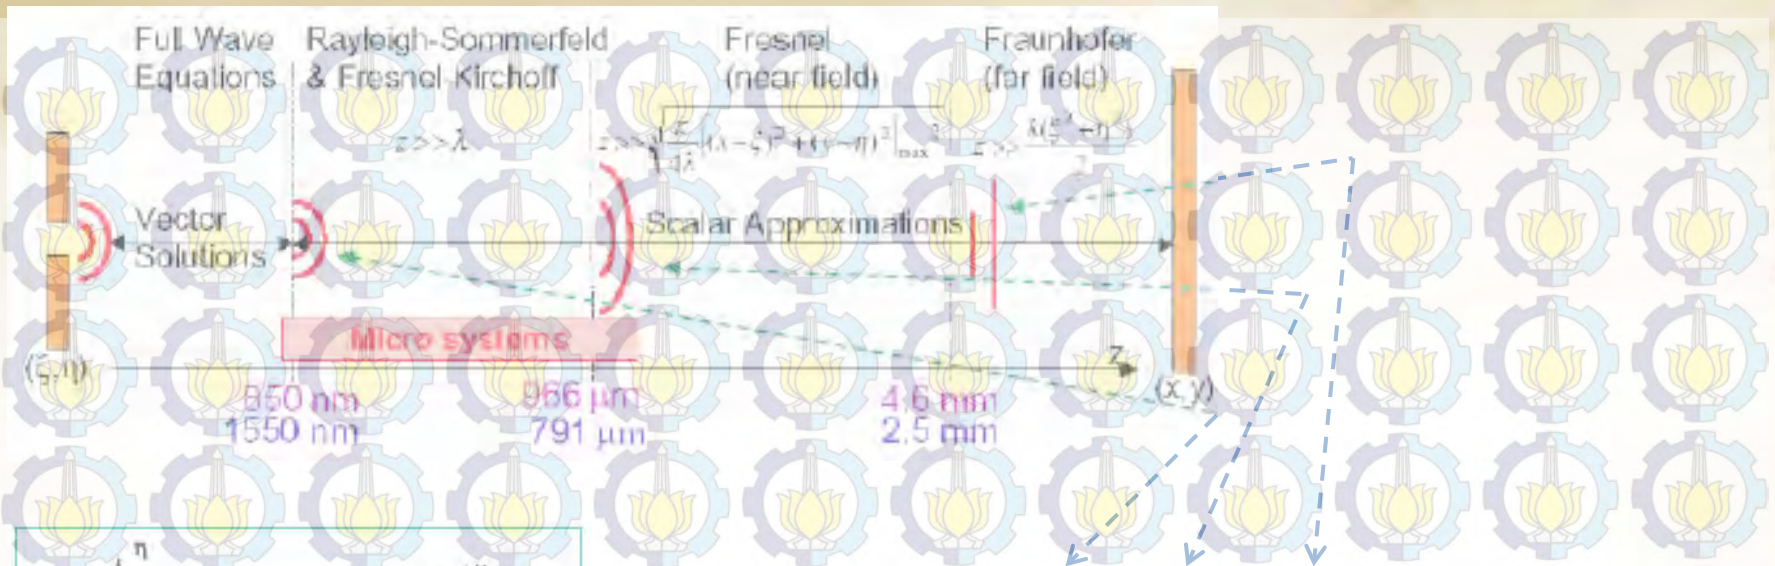 Full Wave
Equations
Rayleigh-Sommerfeld
& Fresnel-Kirchoff
Fresnel
(near field)
Fraunhofer
(far field)
z>>λ
Vector
Solutions
Scalar Approximations
Micro systems
(ξ, η)
z
(x, y)
850 nm
1550 nm
966 μm
791 μm
4.6 mm
2.5 mm
η